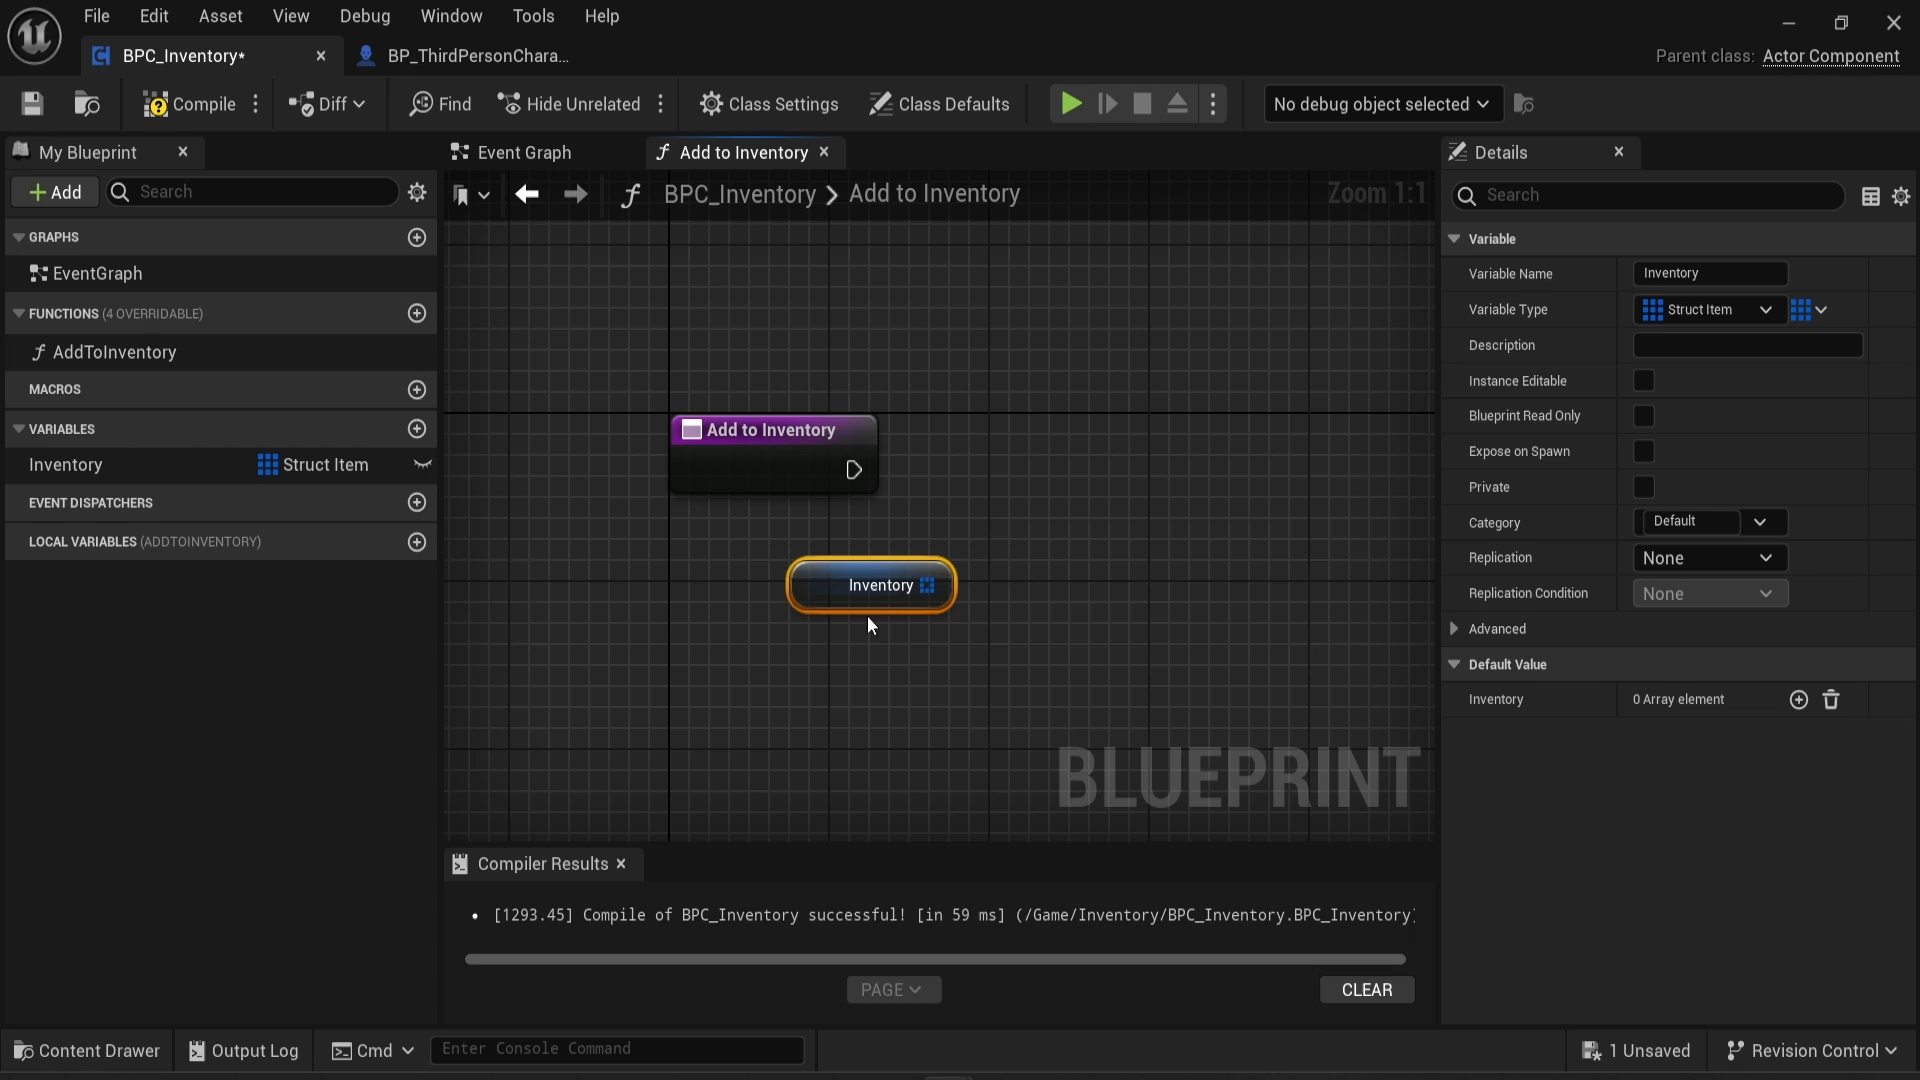 File Edit Asset View Debug Window Tools Help
BPC_Inventory*
BP_ThirdPersonChara...
Parent class: Actor Component
Compile
Diff
Find
Hide Unrelated
Class Settings
Class Defaults
No debug object selected
My Blueprint
Add
Search
GRAPHS
EventGraph
FUNCTIONS (4 OVERRIDABLE)
AddToInventory
MACROS
VARIABLES
Inventory Struct Item
EVENT DISPATCHERS
LOCAL VARIABLES (ADDTOINVENTORY)
Event Graph
Add to Inventory
BPC_Inventory > Add to Inventory
Zoom 1:1
Add to Inventory
Inventory
BLUEPRINT
Compiler Results
• [1293.45] Compile of BPC_Inventory successful! [in 59 ms] (/Game/Inventory/BPC_Inventory.BPC_Inventory)
PAGE
CLEAR
Details
Search
Variable
Variable Name Inventory
Variable Type Struct Item
Description
Instance Editable
Blueprint Read Only
Expose on Spawn
Private
Category Default
Replication None
Replication Condition None
Advanced
Default Value
Inventory 0 Array element
Content Drawer
Output Log
Cmd
Enter Console Command
1 Unsaved
Revision Control